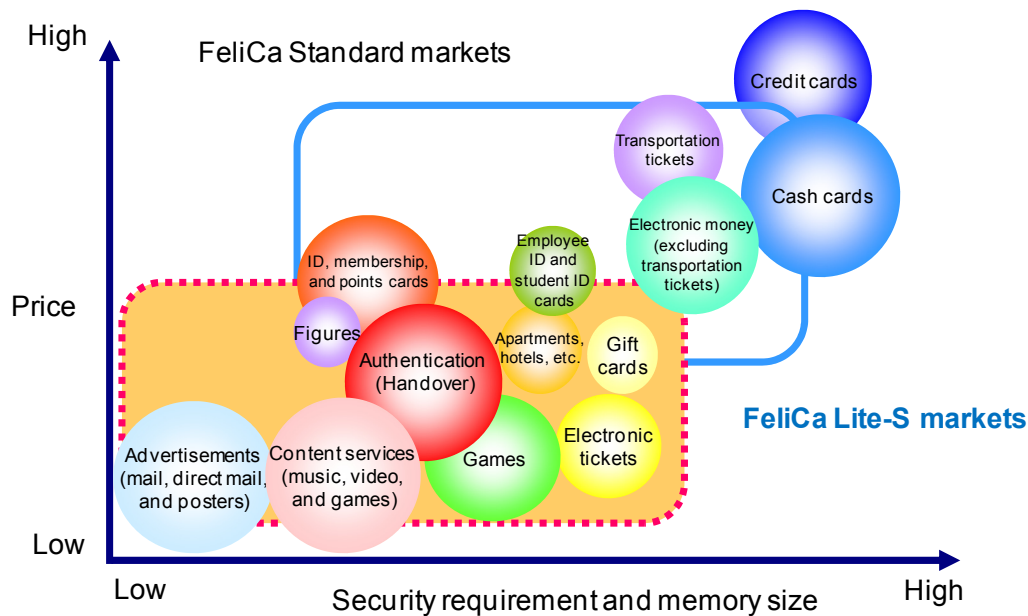 High
FeliCa Standard markets
Credit cards
Transportation
tickets
Cash cards
Electronic money
(excluding
transportation
tickets)
Employee
ID and
student ID
cards
ID, membership,
and points cards
Price
Figures
Authentication
(Handover)
Apartments,
hotels, etc.
Gift
cards
FeliCa Lite-S markets
Advertisements
(mail, direct mail,
and posters)
Content services
(music, video,
and games)
Games
Electronic
tickets
Low
Low
Security requirement and memory size
High